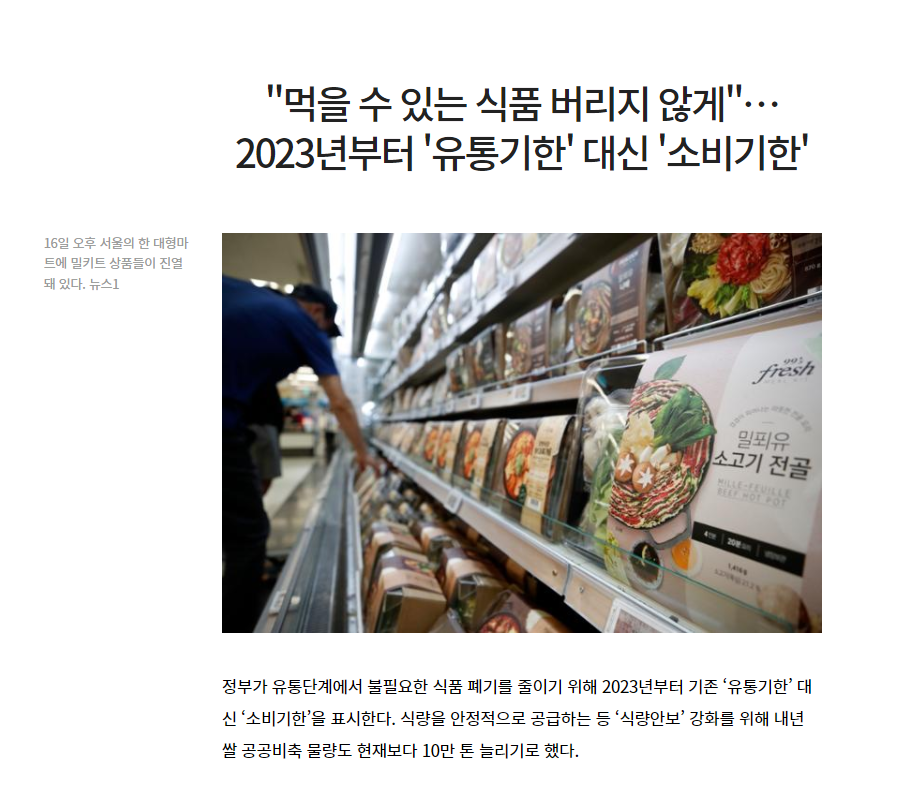 "먹을 수 있는 식품 버리지 않게"…
2023년부터 '유통기한' 대신 '소비기한'
16일 오후 서울의 한 대형마
트에 밀키트 상품들이 진열
돼 있다. 뉴스1
fresh
밀푀유
소고기 전골
MILLE-FEUILLE
BEEF HOT POT
20분
정부가 유통단계에서 불필요한 식품 폐기를 줄이기 위해 2023년부터 기존 ‘유통기한’ 대
신 ‘소비기한’을 표시한다. 식량을 안정적으로 공급하는 등 ‘식량안보’ 강화를 위해 내년
쌀 공공비축 물량도 현재보다 10만 톤 늘리기로 했다.